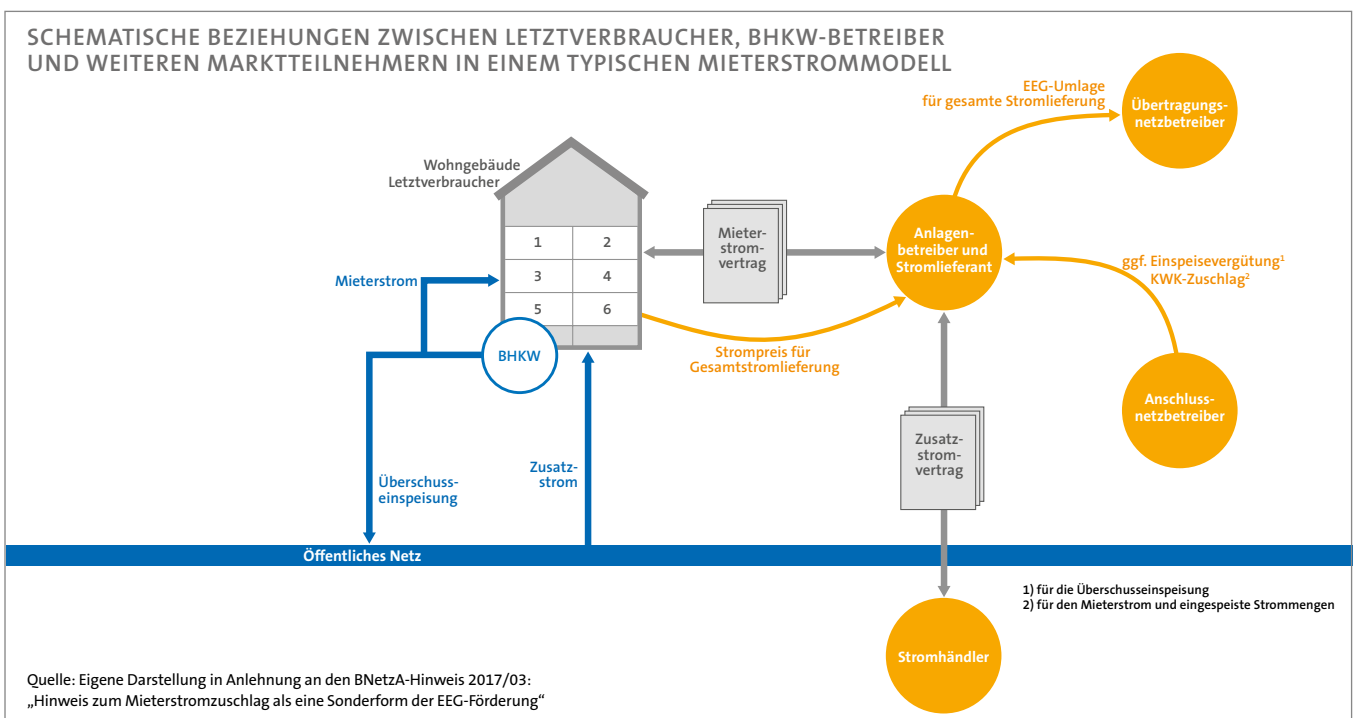 SCHEMATISCHE BEZIEHUNGEN ZWISCHEN LETZTVERBRAUCHER, BHKW-BETREIBER
UND WEITEREN MARKTTEILNEHMERN IN EINEM TYPISCHEN MIETERSTROMMODELL
EEG-Umlage
für gesamte Stromlieferung
Übertragungs-
netzbetreiber
Wohngebäude
Letztverbraucher
1
2
3
4
5
6
BHKW
Mieterstrom
Mieter-
strom-
vertrag
Anlagen-
betreiber und
Stromlieferant
ggf. Einspeisevergütung¹
KWK-Zuschlag²
Strompreis für
Gesamtstromlieferung
Anschluss-
netzbetreiber
Überschuss-
einspeisung
Zusatz-
strom
Zusatz-
strom-
vertrag
Öffentliches Netz
1) für die Überschusseinspeisung
2) für den Mieterstrom und eingespeiste Strommengen
Stromhändler
Quelle: Eigene Darstellung in Anlehnung an den BNetzA-Hinweis 2017/03:
„Hinweis zum Mieterstromzuschlag als eine Sonderform der EEG-Förderung“